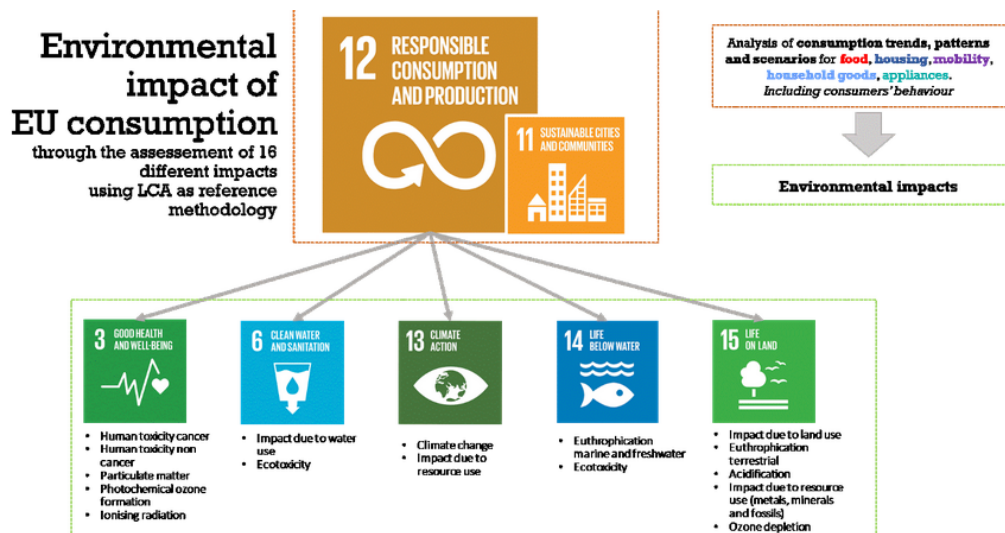 Environmental
impact of
EU consumption
through the assessement of 16
different impacts
using LCA as reference
methodology
12 RESPONSIBLE
CONSUMPTION
AND PRODUCTION
11 SUSTAINABLE CITIES
AND COMMUNITIES
Analysis of consumption trends, patterns
and scenarios for food, housing, mobility,
household goods, appliances.
Including consumers' behaviour
Environmental impacts
3 GOOD HEALTH
AND WELL-BEING
• Human toxicity cancer
• Human toxicity non
cancer
• Particulate matter
• Photochemical ozone
formation
• Ionising radiation
6 CLEAN WATER
AND SANITATION
• Impact due to water
use
• Ecotoxicity
13 CLIMATE
ACTION
• Climate change
• Impact due to
resource use
14 LIFE
BELOW WATER
• Euthrophication
marine and freshwater
• Ecotoxicity
15 LIFE
ON LAND
• Impact due to land use
• Euthrophication
terrestrial
• Acidification
• Impact due to resource
use (metals, minerals
and fossils)
• Ozone depletion